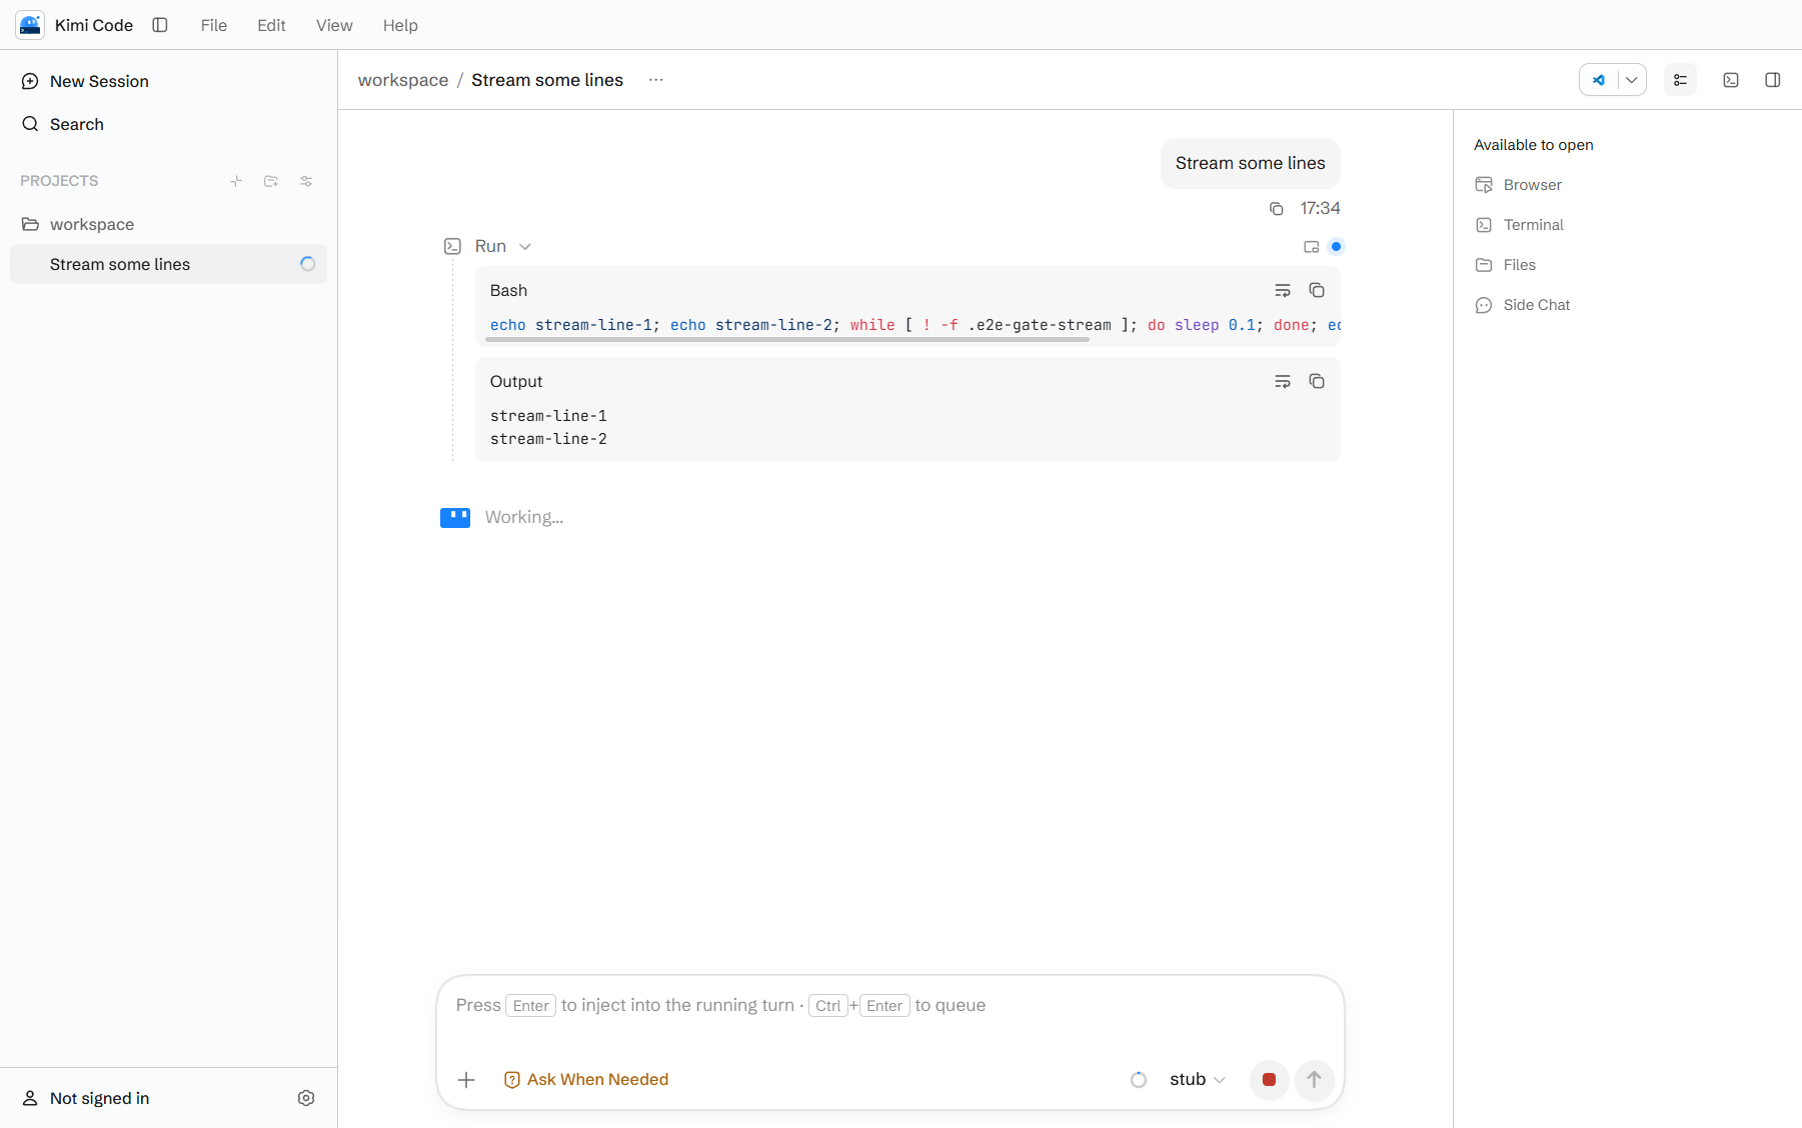 Kimi Code File Edit View Help
New Session
Search
PROJECTS
workspace
Stream some lines
Not signed in
workspace / Stream some lines ···
Stream some lines
17:34
Run
Bash
echo stream-line-1; echo stream-line-2; while [ ! -f .e2e-gate-stream ]; do sleep 0.1; done; ec
Output
stream-line-1
stream-line-2
Working...
Press Enter to inject into the running turn · Ctrl+Enter to queue
Ask When Needed
stub
Available to open
Browser
Terminal
Files
Side Chat